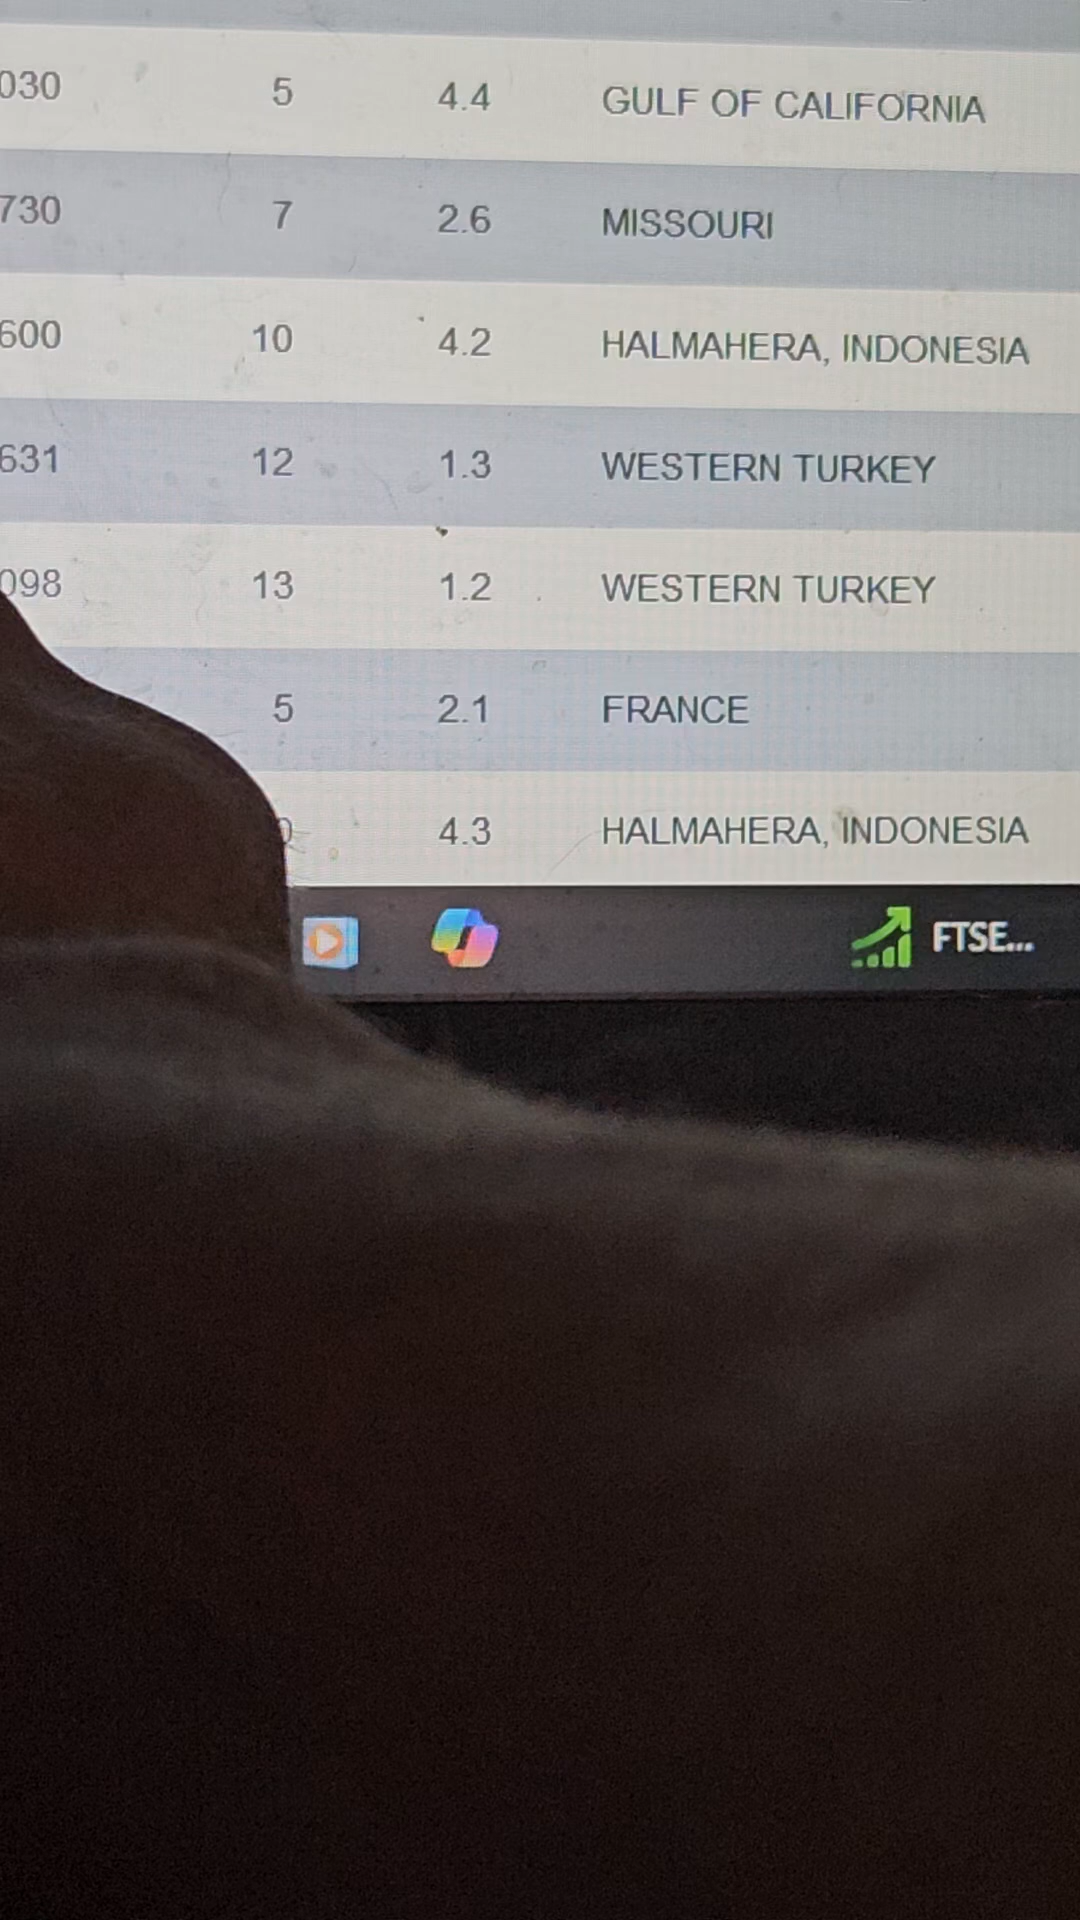 030 5 4.4 GULF OF CALIFORNIA
730 7 2.6 MISSOURI
600 10 4.2 HALMAHERA, INDONESIA
631 12 1.3 WESTERN TURKEY
098 13 1.2 WESTERN TURKEY
5 2.1 FRANCE
4.3 HALMAHERA, INDONESIA
FTSE...